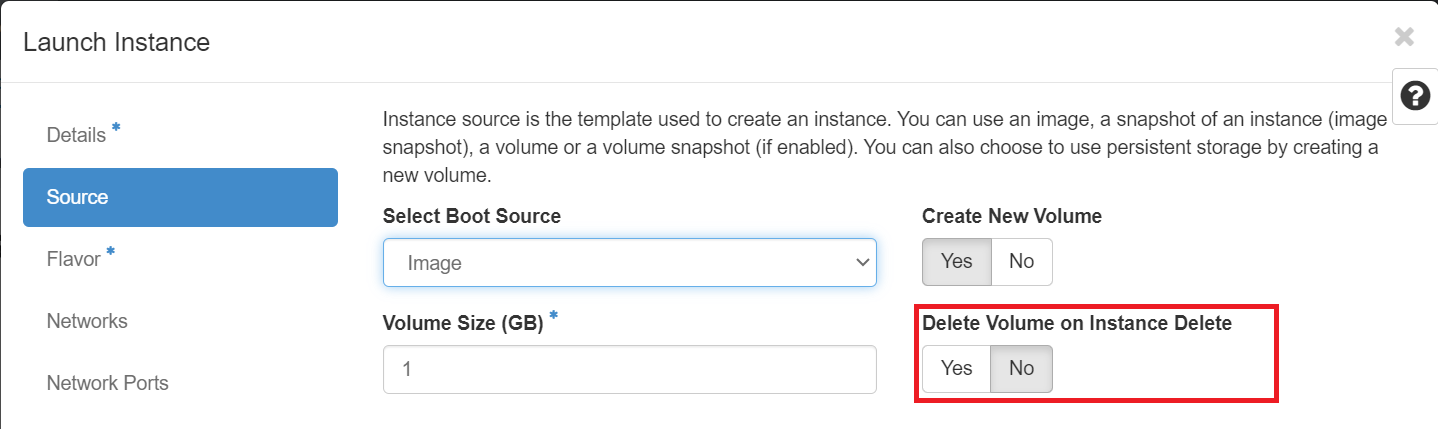 Launch Instance
Details *
Source
Flavor *
Networks
Network Ports
Instance source is the template used to create an instance. You can use an image, a snapshot of an instance (image
snapshot), a volume or a volume snapshot (if enabled). You can also choose to use persistent storage by creating a
new volume.
Select Boot Source
Image
Create New Volume
Yes No
Volume Size (GB) *
1
Delete Volume on Instance Delete
Yes No